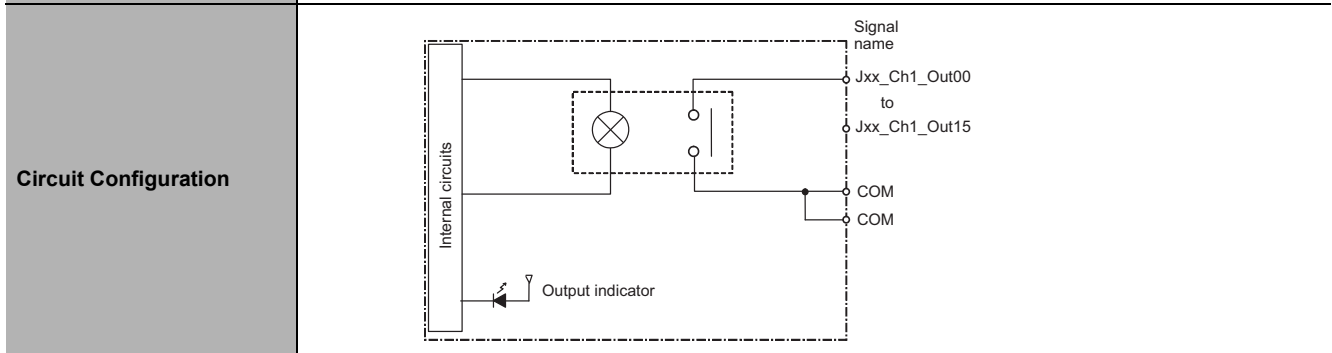 Circuit Configuration
Internal circuits
Signal
name
Jxx_Ch1_Out00
to
Jxx_Ch1_Out15
COM
COM
Output indicator